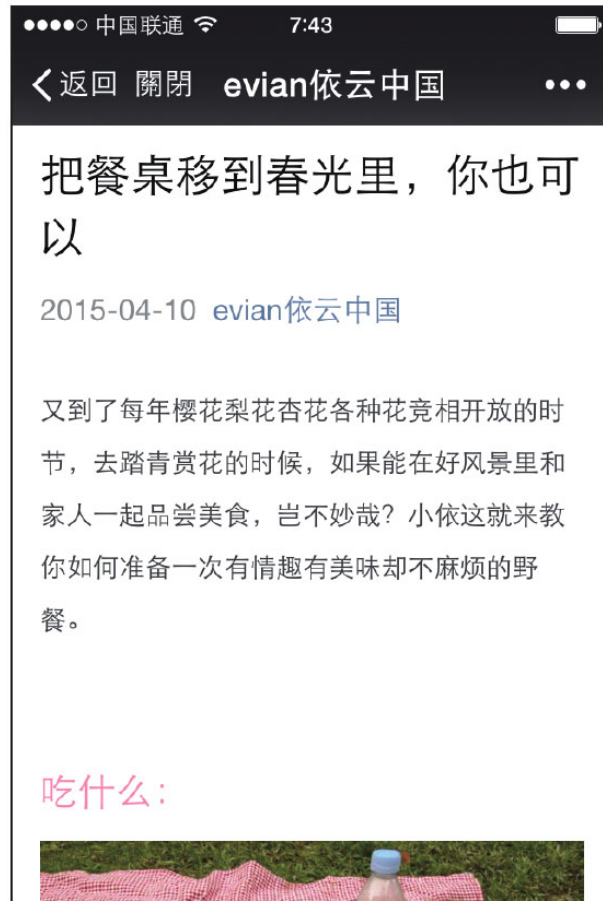 中国联通 7:43
返回 關閉 evian依云中国
把餐桌移到春光里，你也可
以
2015-04-10 evian依云中国
又到了每年樱花梨花杏花各种花竞相开放的时
节，去踏青赏花的时候，如果能在好风景里和
家人一起品尝美食，岂不妙哉？小依这就来教
你如何准备一次有情趣有美味却不麻烦的野
餐。
吃什么：